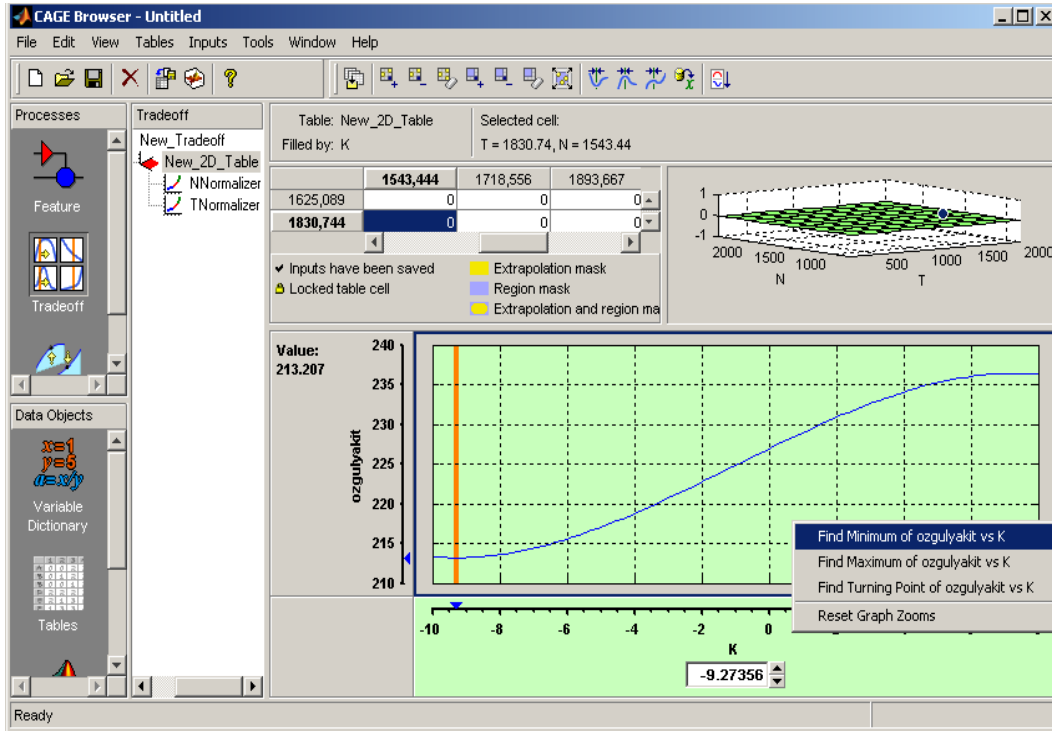 CAGE Browser - Untitled
File Edit View Tables Inputs Tools Window Help
Processes
Feature
Tradeoff
Data Objects
x=1
y=5
a=x/y
Variable
Dictionary
Tables
Tradeoff
New_Tradeoff
New_2D_Table
NNormalizer
TNormalizer
Table: New_2D_Table
Filled by: K
Selected cell:
T = 1830.74, N = 1543.44
1543,444 1718,556 1893,667
1625,089 0 0 0
1830,744 0 0 0
Inputs have been saved
Locked table cell
Extrapolation mask
Region mask
Extrapolation and region ma
1
0
-1
2000 1500 1000
N
500 1000 1500 2000
T
Value:
213.207
ozgulyakit
240
235
230
225
220
215
210
Find Minimum of ozgulyakit vs K
Find Maximum of ozgulyakit vs K
Find Turning Point of ozgulyakit vs K
Reset Graph Zooms
-10 -8 -6 -4 -2 0
K
-9.27356
Ready